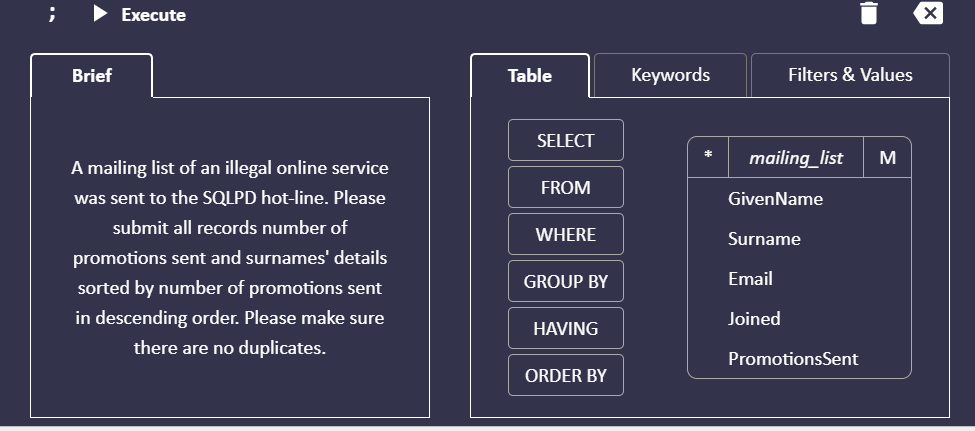 ; Execute
Brief
A mailing list of an illegal online service
was sent to the SQLPD hot-line. Please
submit all records number of
promotions sent and surnames' details
sorted by number of promotions sent
in descending order. Please make sure
there are no duplicates.
Table Keywords Filters & Values
SELECT
FROM
WHERE
GROUP BY
HAVING
ORDER BY
* mailing_list M
GivenName
Surname
Email
Joined
PromotionsSent